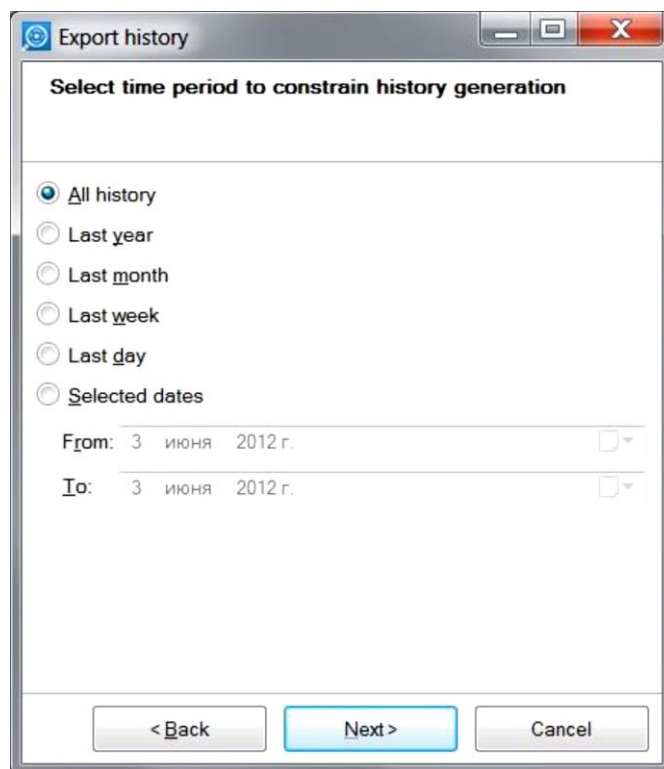 Export history
Select time period to constrain history generation
All history
Last year
Last month
Last week
Last day
Selected dates
From: 3 июня 2012 г.
To: 3 июня 2012 г.
< Back Next > Cancel